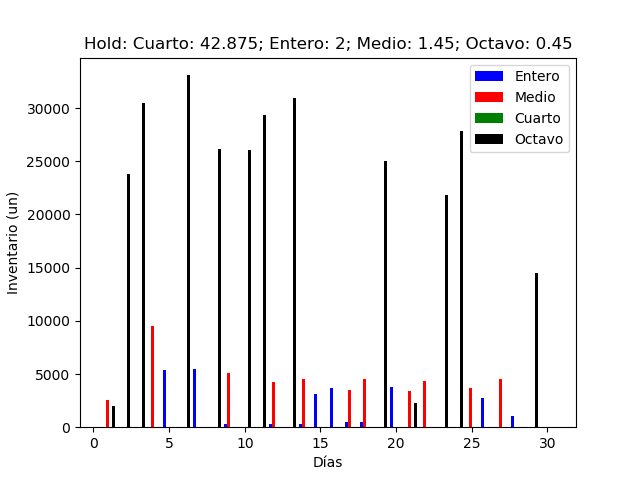 Hold: Cuarto: 42.875; Entero: 2; Medio: 1.45; Octavo: 0.45
Entero
Medio
Cuarto
Octavo
30000
25000
20000
15000
10000
5000
0
Inventario (un)
0 5 10 15 20 25 30
Días